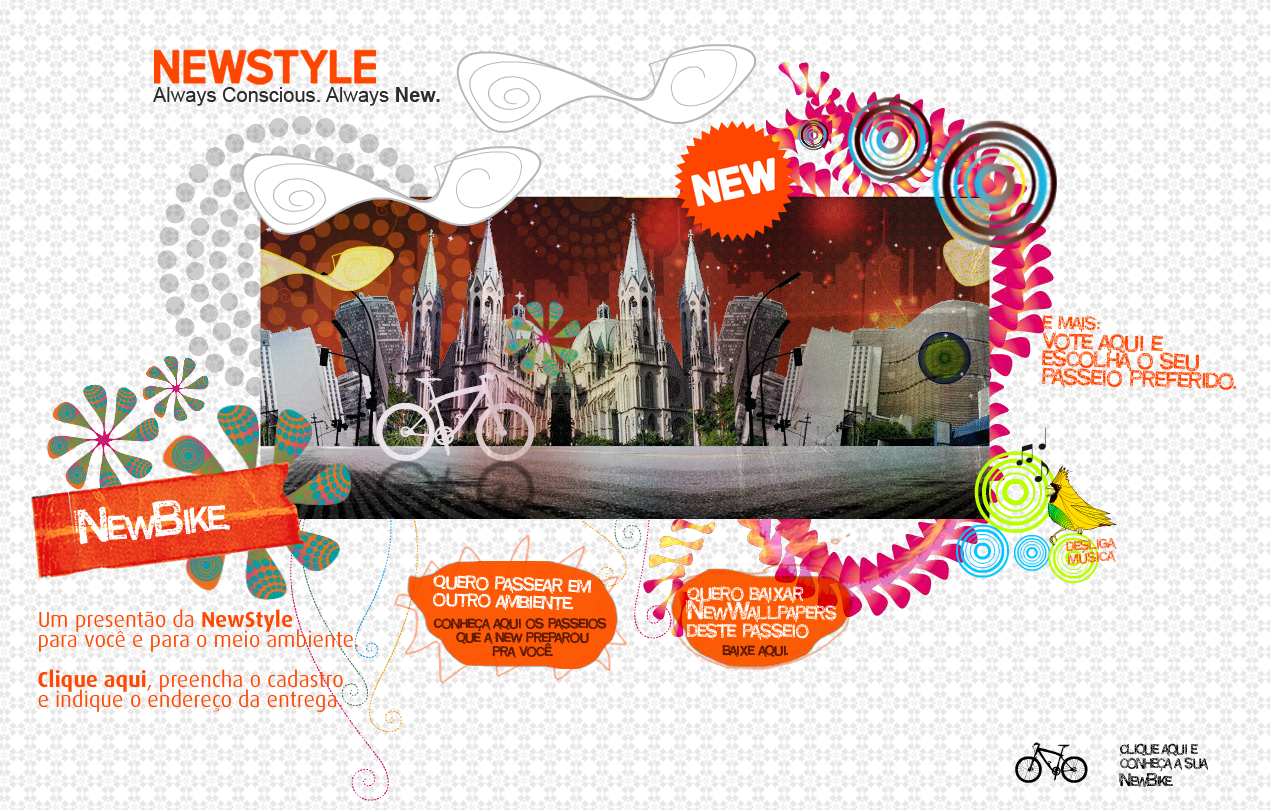 NEWSTYLE
Always Conscious. Always New.
NEW
E MAIS:
VOTE AQUI E
ESCOLHA O SEU
PASSEIO PREFERIDO.
NEWBIKE
DESLIGA
MÚSICA
Um presentão da NewStyle
para você e para o meio ambiente.
Clique aqui, preencha o cadastro
e indique o endereço da entrega.
QUERO PASSEAR EM
OUTRO AMBIENTE
CONHEÇA AQUI OS PASSEIOS
QUE A NEW PREPAROU
PRA VOCÊ.
QUERO BAIXAR
NEWWALLPAPERS
DESTE PASSEIO
BAIXE AQUI.
CLIQUE AQUI E
CONHEÇA A SUA
NEWBIKE